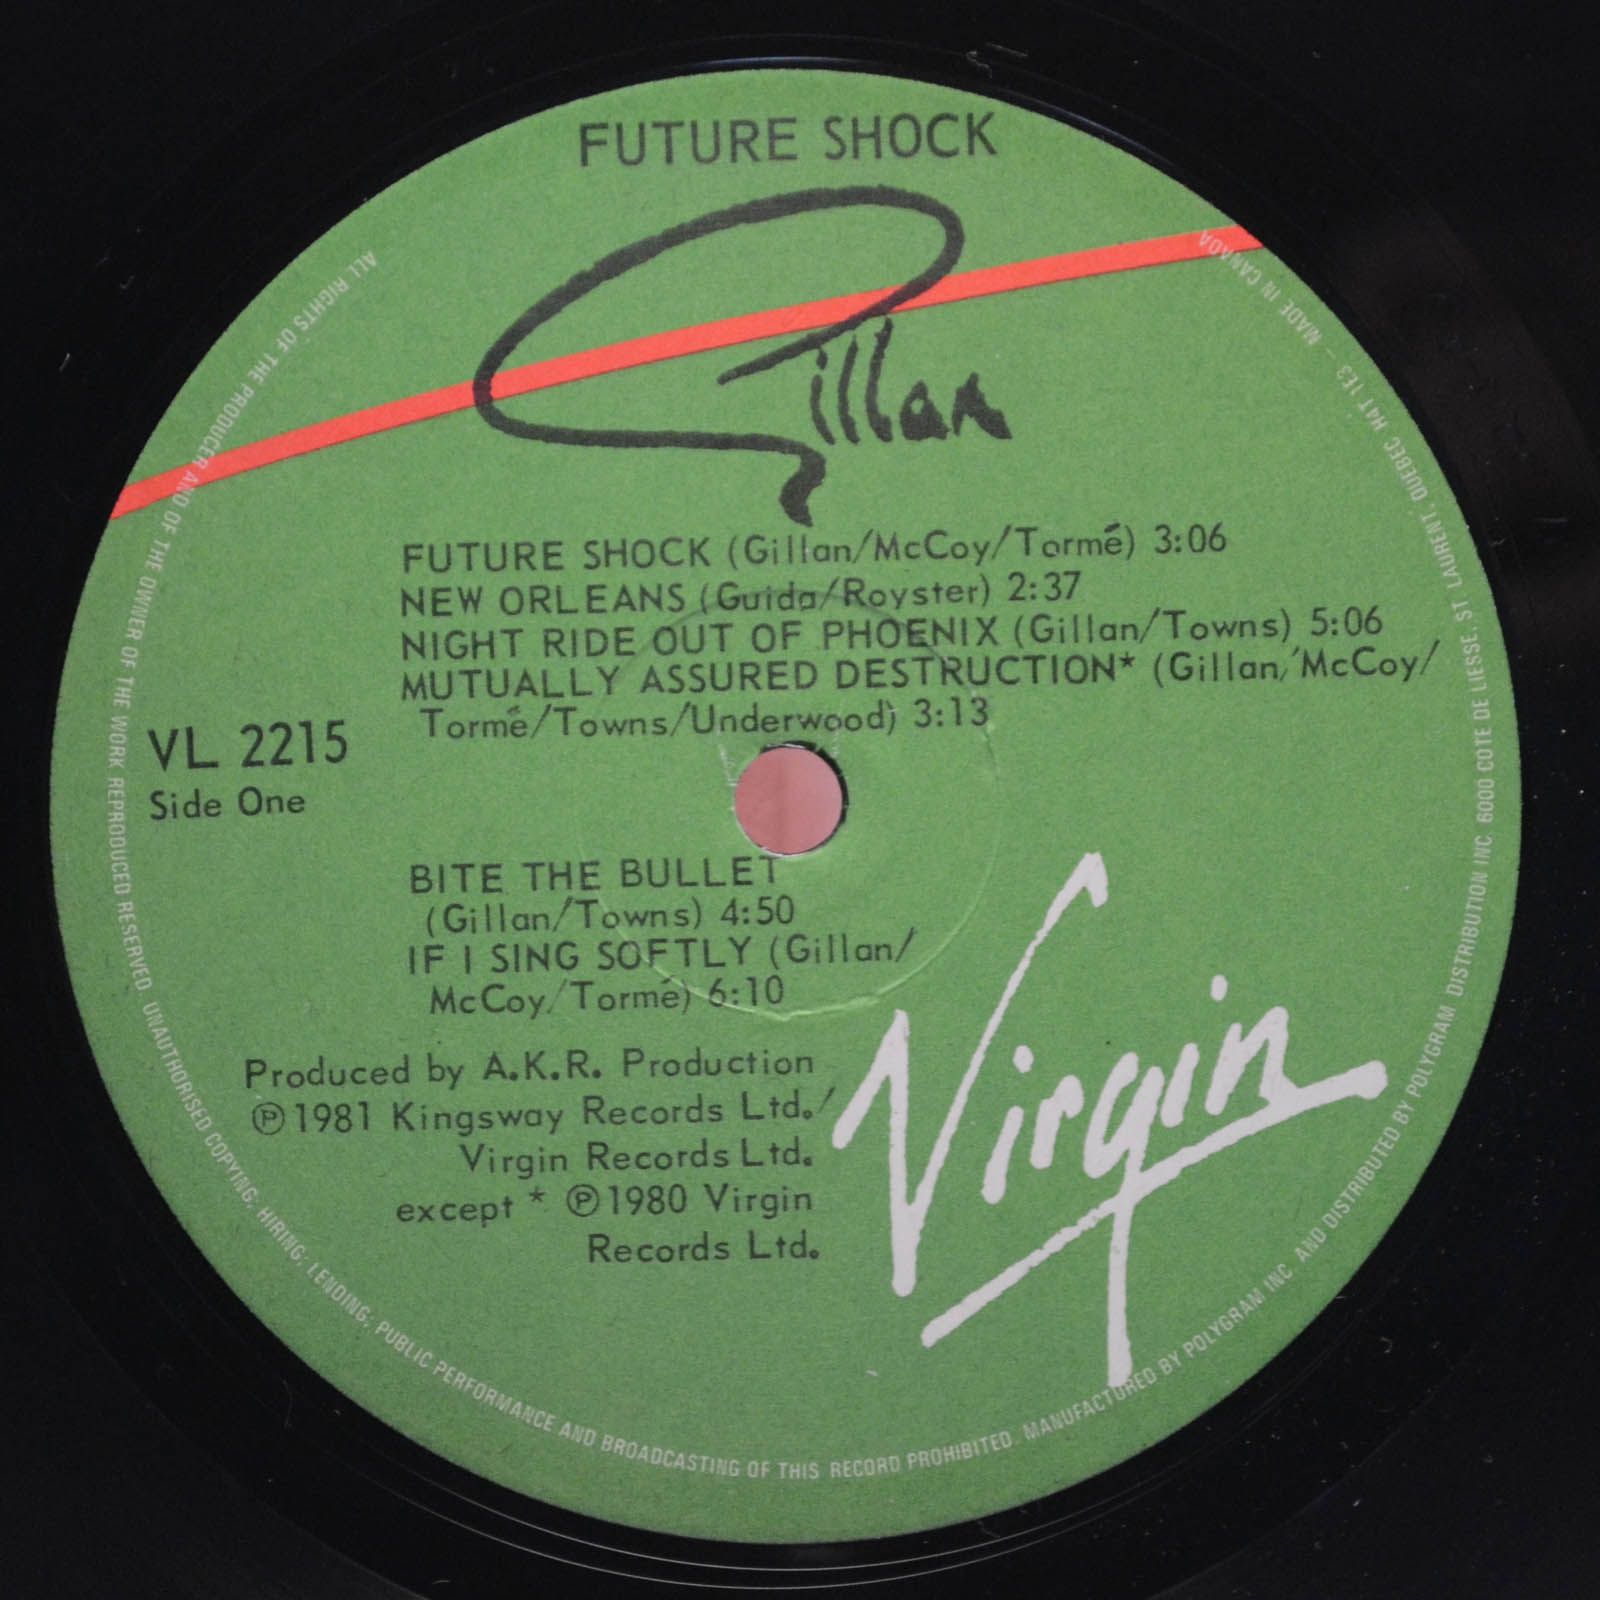 FUTURE SHOCK
Gillan
FUTURE SHOCK (Gillan/McCoy/Tormé) 3:06
NEW ORLEANS (Guida/Royster) 2:37
NIGHT RIDE OUT OF PHOENIX (Gillan/Towns) 5:06
MUTUALLY ASSURED DESTRUCTION* (Gillan/McCoy/
Tormé/Towns/Underwood) 3:13
VL 2215
Side One
BITE THE BULLET
(Gillan/Towns) 4:50
IF I SING SOFTLY (Gillan/
McCoy/Tormé) 6:10
Produced by A.K.R. Production
℗1981 Kingsway Records Ltd./
Virgin Records Ltd.
except * ℗1980 Virgin
Records Ltd.
Virgin
ALL RIGHTS OF THE PRODUCER AND OF THE OWNER OF THE WORK REPRODUCED RESERVED. UNAUTHORISED COPYING; HIRING; LENDING; PUBLIC PERFORMANCE AND BROADCASTING OF THIS RECORD PROHIBITED. MANUFACTURED BY POLYGRAM INC. AND DISTRIBUTED BY POLYGRAM DISTRIBUTION INC 6000 COTE DE LIESSE, ST LAURENT, QUEBEC H4T 1E3 – MADE IN CANADA